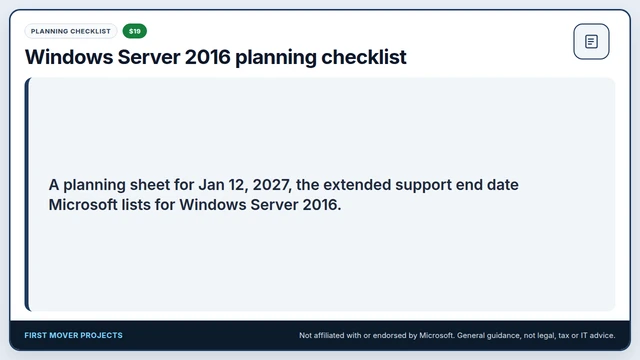 PLANNING CHECKLIST
$19
Windows Server 2016 planning checklist
A planning sheet for Jan 12, 2027, the extended support end date
Microsoft lists for Windows Server 2016.
FIRST MOVER PROJECTS
Not affiliated with or endorsed by Microsoft. General guidance, not legal, tax or IT advice.